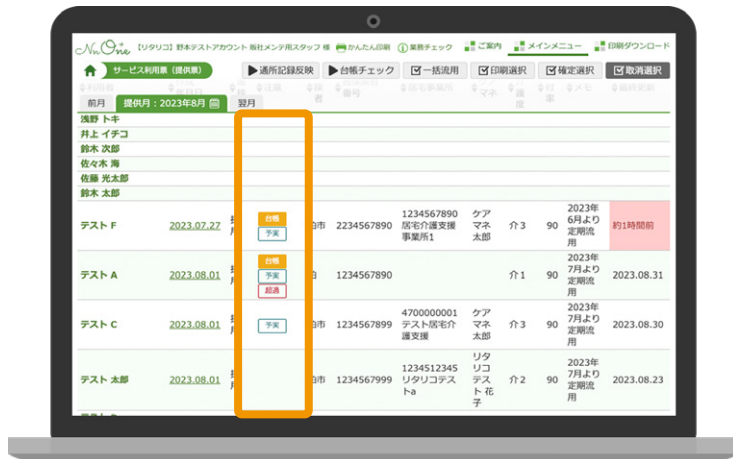 NnOne 【リタリコ】野本テストアカウント 販社メンテ用スタッフ 様 かんたん印刷 業務チェック ご案内 メインメニュー 印刷ダウンロード
サービス利用票（提供票） ▶通所記録反映 ▶台帳チェック 一括流用 印刷選択 確定選択 取消選択
前月 提供月：2023年8月 翌月
浅野 トキ
井上 イチコ
鈴木 次郎
佐々木 海
佐藤 光太郎
鈴木 太郎
テスト F 2023.07.27 台帳 予実 2234567890 1234567890 居宅介護支援事業所1 ケアマネ太郎 介3 90 2023年6月より定期流用 約1時間前
テスト A 2023.08.01 台帳 予実 超過 1234567890 介1 90 2023年7月より定期流用 2023.08.31
テスト C 2023.08.01 予実 1234567899 4700000001 テスト居宅介護支援 ケアマネ太郎 介3 90 2023年7月より定期流用 2023.08.30
テスト 太郎 2023.08.01 1234567999 1234512345 リタリコテストa リタリコテスト花子 介2 90 2023年7月より定期流用 2023.08.23